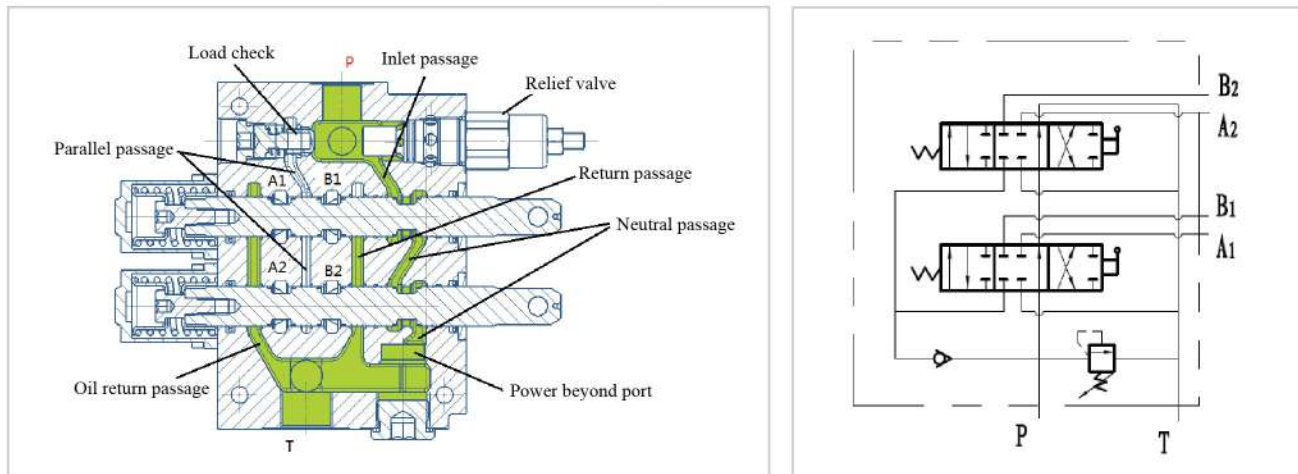 P
Load check
Inlet passage
Relief valve
Parallel passage
A1
B1
Return passage
Neutral passage
A2
B2
Oil return passage
Power beyond port
T
B2
A2
B1
A1
P
T